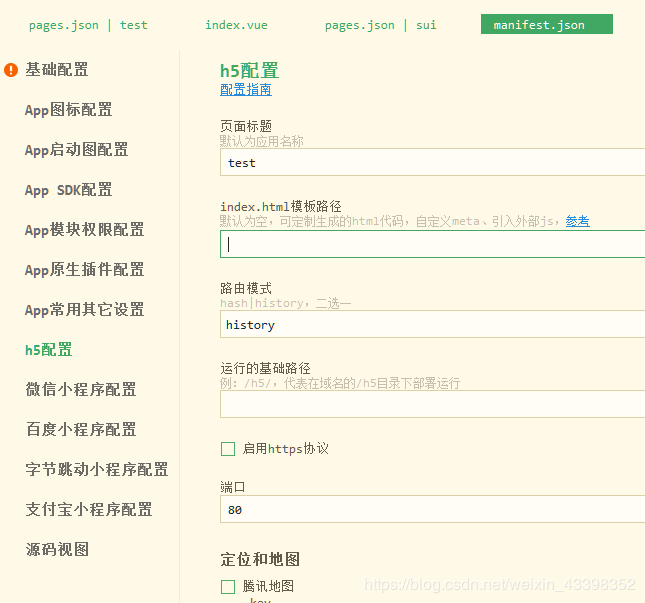 pages.json | test
index.vue
pages.json | sui
manifest.json
基础配置
App图标配置
App启动图配置
App SDK配置
App模块权限配置
App原生插件配置
App常用其它设置
h5配置
微信小程序配置
百度小程序配置
字节跳动小程序配置
支付宝小程序配置
源码视图
h5配置
配置指南
页面标题
默认为应用名称
test
index.html模板路径
默认为空，可定制生成的html代码，自定义meta、引入外部js，参考
路由模式
hash|history，二选一
history
运行的基础路径
例：/h5/，代表在域名的/h5目录下部署运行
启用https协议
端口
80
定位和地图
腾讯地图
key
https://blog.csdn.net/weixin_43398352